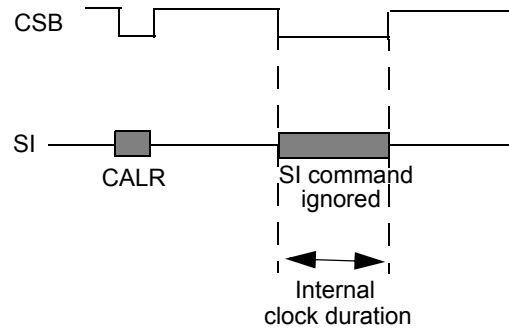 CSB
SI
CALR
SI command
ignored
Internal
clock duration